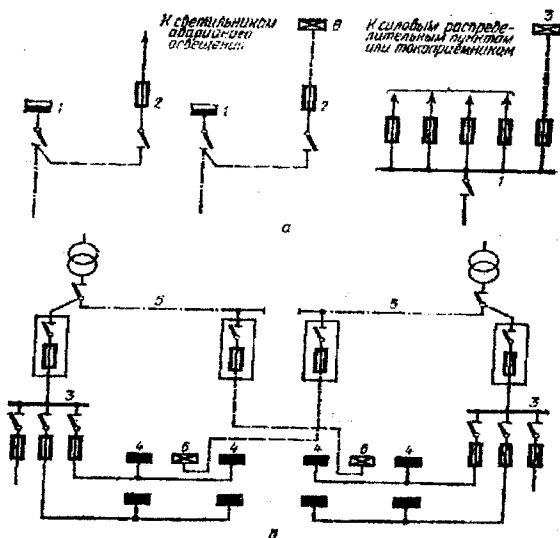 К светильникам
аварийного
освещения
К силовым распреде-
лительным пунктам
или токоприёмникам
3
в
1
2
1
2
1
а
5
5
3
3
4
6
4
4
6
4